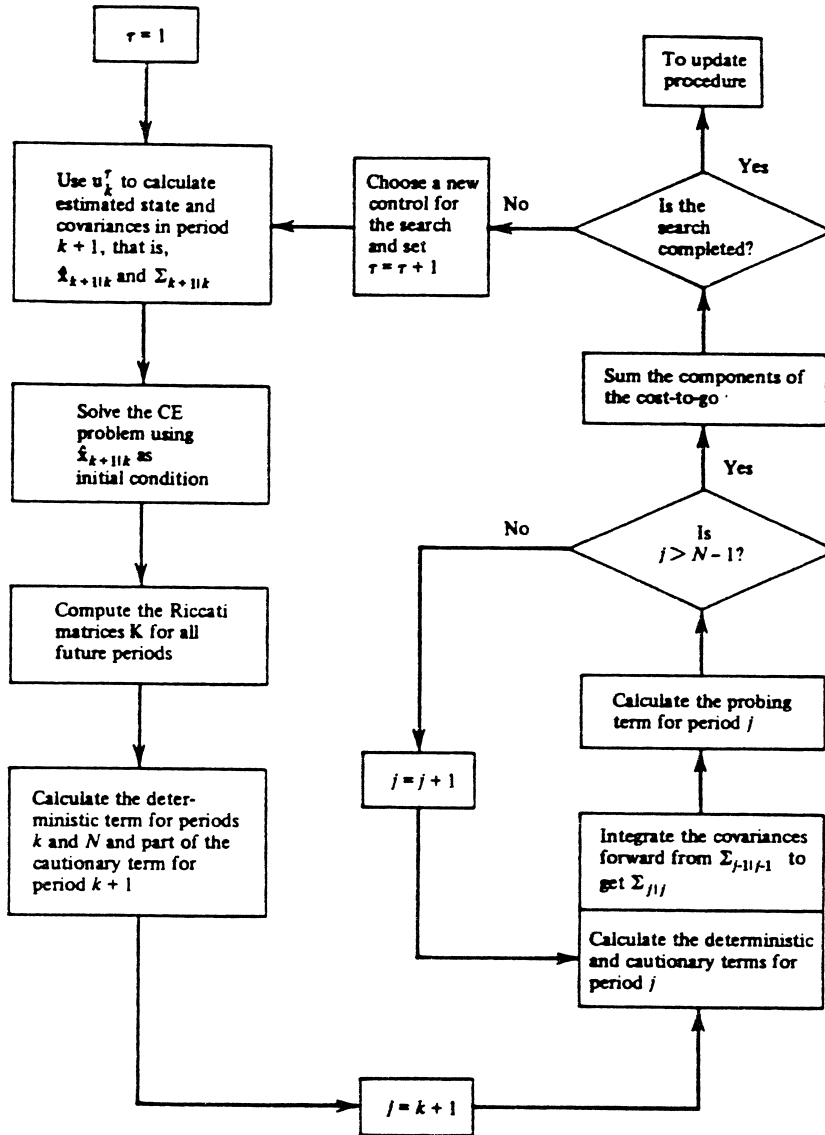 τ = 1
Use u_k^τ to calculate
estimated state and
covariances in period
k + 1, that is,
x̂_{k+1|k} and Σ_{k+1|k}
Solve the CE
problem using
x̂_{k+1|k} as
initial condition
Compute the Riccati
matrices K for all
future periods
Calculate the deter-
ministic term for periods
k and N and part of the
cautionary term for
period k + 1
j = k + 1
Calculate the deterministic
and cautionary terms for
period j
Integrate the covariances
forward from Σ_{j-1|j-1} to
get Σ_{j|j}
Calculate the probing
term for period j
Is
j > N − 1?
No
j = j + 1
Yes
Sum the components of
the cost-to-go
Is the
search
completed?
No
Choose a new
control for
the search
and set
τ = τ + 1
Yes
To update
procedure